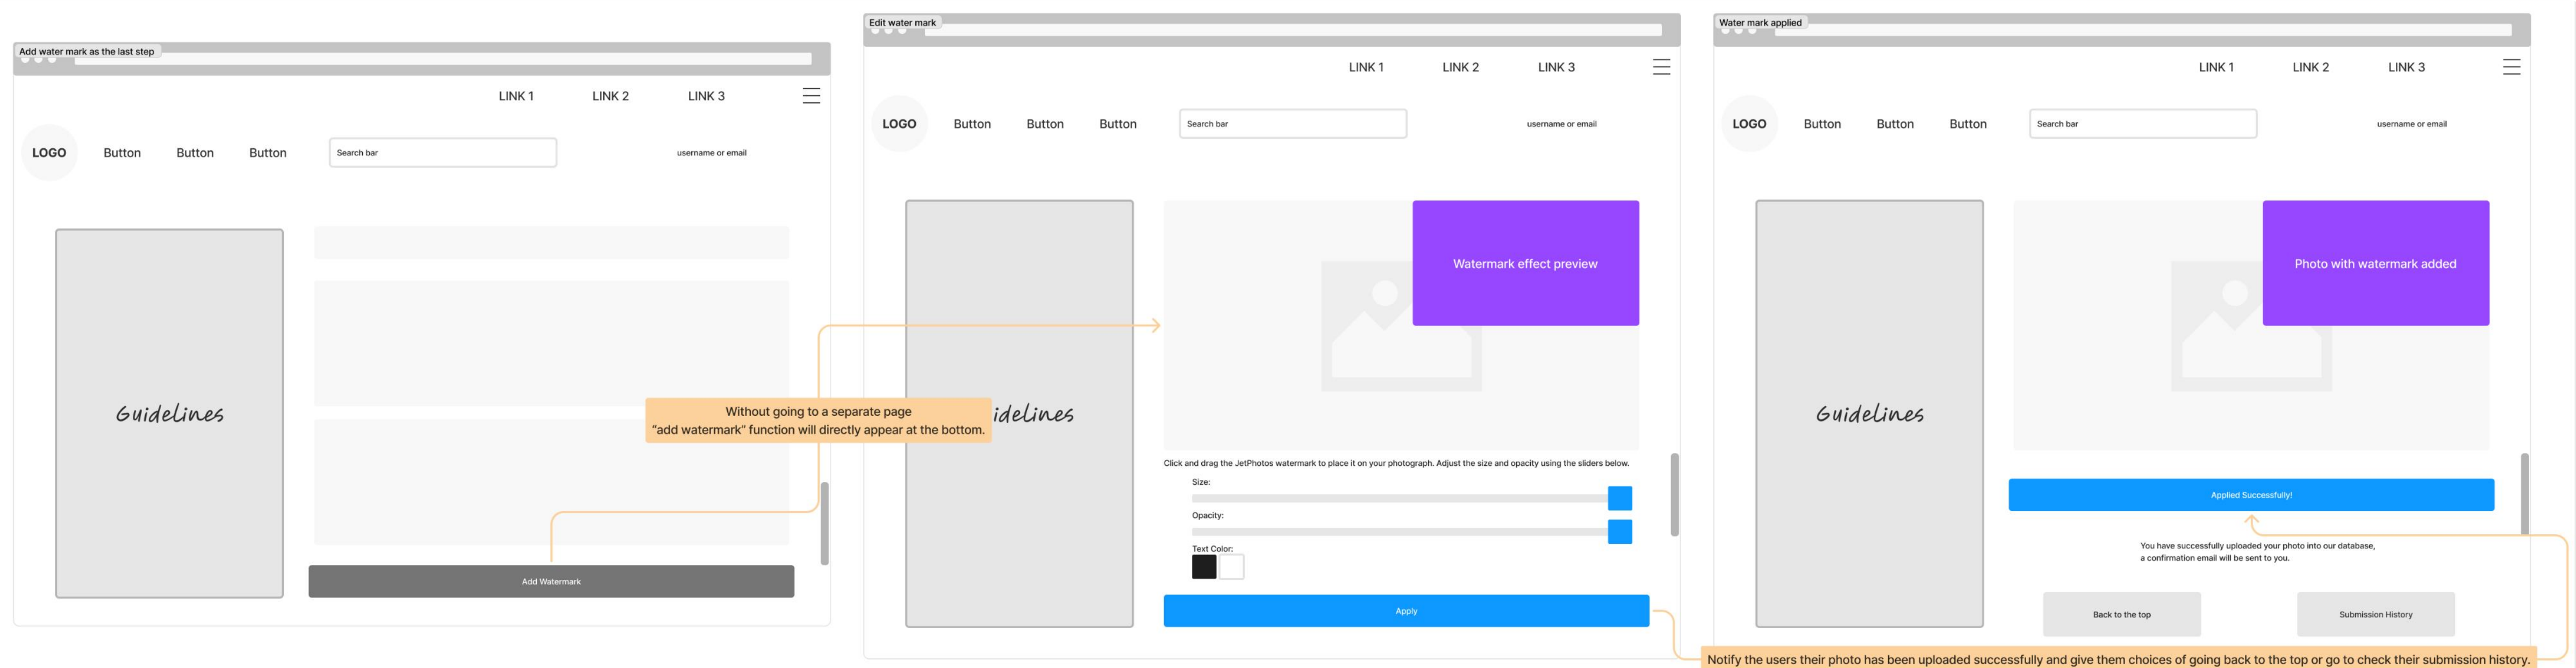 Add water mark as the last step
LINK 1 LINK 2 LINK 3
LOGO Button Button Button Search bar username or email
Guidelines
Add Watermark
Without going to a separate page
“add watermark” function will directly appear at the bottom.
Edit water mark
LINK 1 LINK 2 LINK 3
LOGO Button Button Button Search bar username or email
idelines
Watermark effect preview
Click and drag the JetPhotos watermark to place it on your photograph. Adjust the size and opacity using the sliders below.
Size:
Opacity:
Text Color:
Apply
Water mark applied
LINK 1 LINK 2 LINK 3
LOGO Button Button Button Search bar username or email
Guidelines
Photo with watermark added
Applied Successfully!
You have successfully uploaded your photo into our database,
a confirmation email will be sent to you.
Back to the top Submission History
Notify the users their photo has been uploaded successfully and give them choices of going back to the top or go to check their submission history.